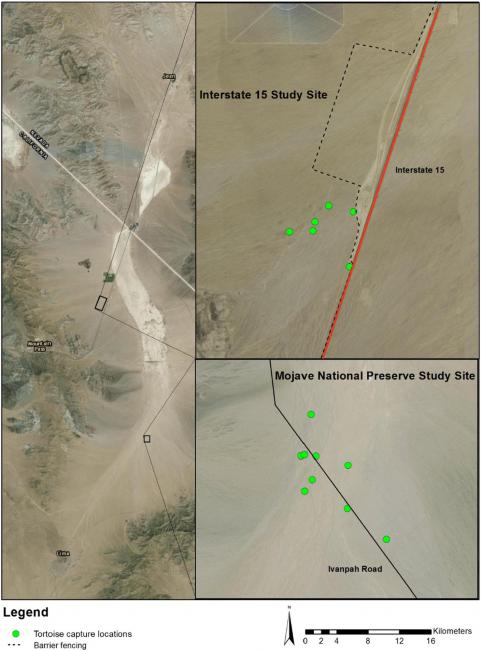 Jean
NEVADA
CALIFORNIA
Mountain
Pass
Cima
Interstate 15 Study Site
Interstate 15
Mojave National Preserve Study Site
Ivanpah Road
Legend
Tortoise capture locations
Barrier fencing
N
Kilometers
0 2 4 8 12 16